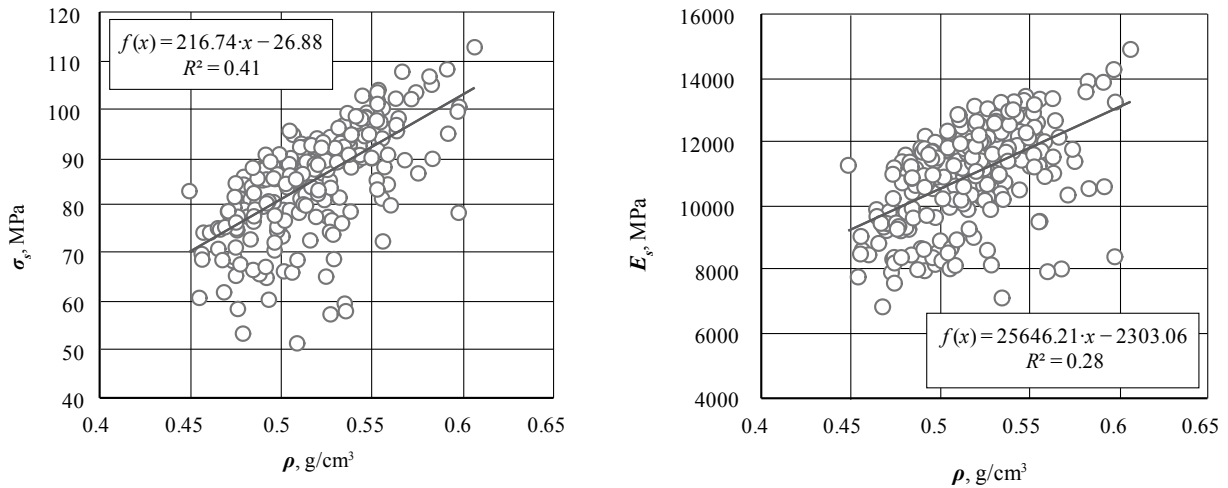 120
110
100
90
80
70
60
50
40
σs, MPa
f(x) = 216.74·x – 26.88
R² = 0.41
0.4 0.45 0.5 0.55 0.6 0.65
ρ, g/cm³
16000
14000
12000
10000
8000
6000
4000
Es, MPa
f(x) = 25646.21·x – 2303.06
R² = 0.28
0.4 0.45 0.5 0.55 0.6 0.65
ρ, g/cm³